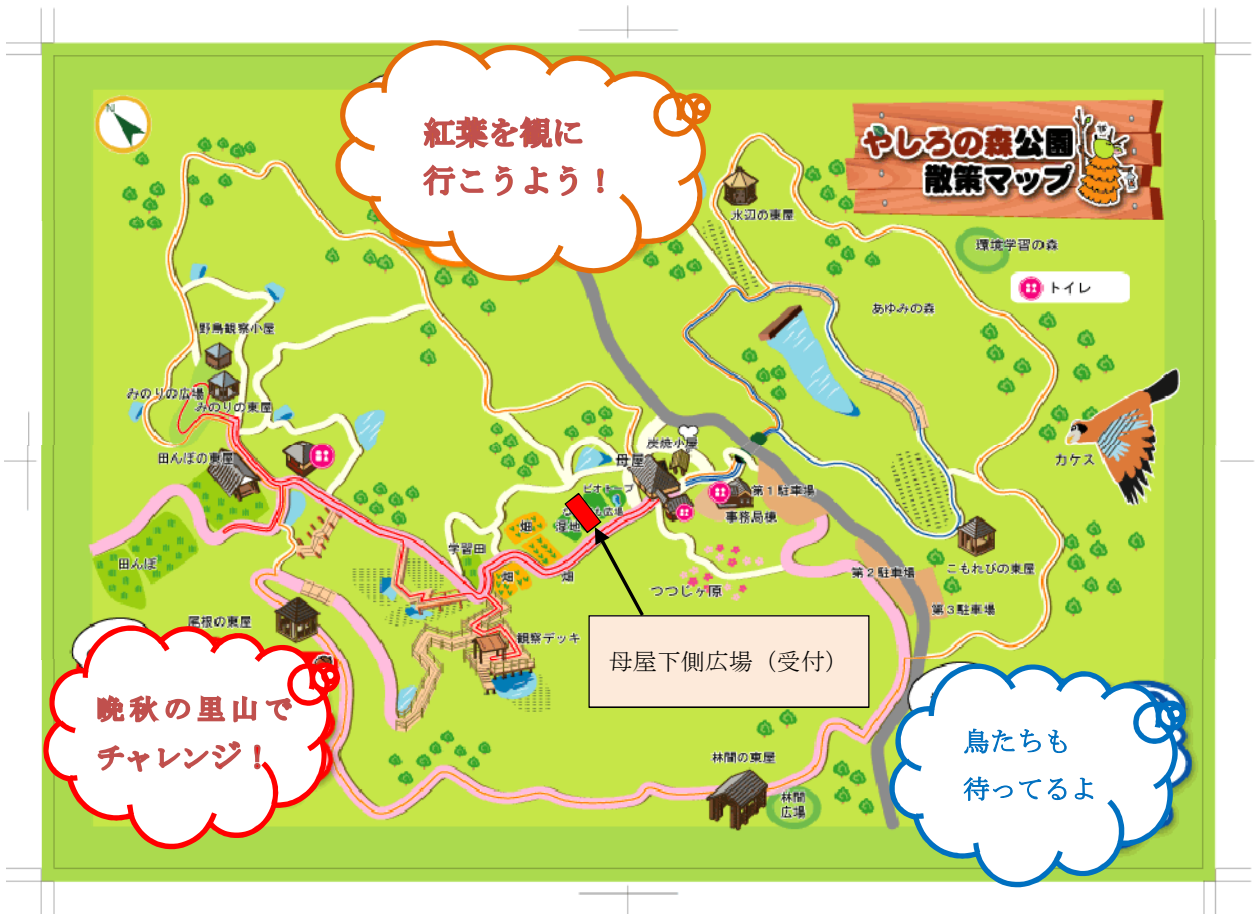 N
紅葉を観に
行こうよう！
やしろの森公園
散策マップ
水辺の東屋
環境学習の森
トイレ
あゆみの森
野鳥観察小屋
みのりの広場
みのりの東屋
炭焼小屋
母屋
カケス
田んぼの東屋
ビオトープ
第1駐車場
広場
事務局棟
畑
湿地
学習田
畑
畑
田んぼ
つつじヶ原
第2駐車場
こもれびの東屋
第3駐車場
尾根の東屋
観察デッキ
母屋下側広場（受付）
晩秋の里山で
チャレンジ！
鳥たちも
待ってるよ
林間の東屋
林間
広場